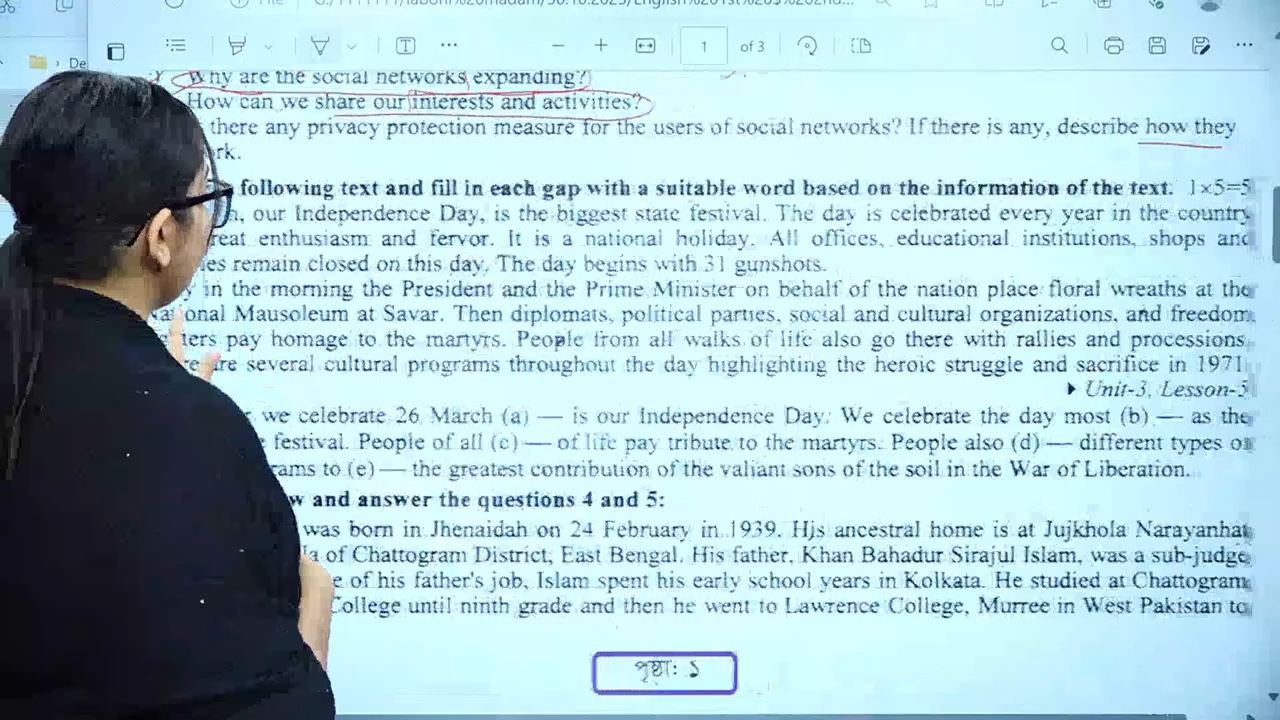 1 of 3
Why are the social networks expanding?
How can we share our interests and activities?
there any privacy protection measure for the users of social networks? If there is any, describe how they
rk.
following text and fill in each gap with a suitable word based on the information of the text. 1×5=5
, our Independence Day, is the biggest state festival. The day is celebrated every year in the country
reat enthusiasm and fervor. It is a national holiday. All offices, educational institutions, shops and
es remain closed on this day. The day begins with 31 gunshots.
in the morning the President and the Prime Minister on behalf of the nation place floral wreaths at the
National Mausoleum at Savar. Then diplomats, political parties, social and cultural organizations, and freedom
ters pay homage to the martyrs. People from all walks of life also go there with rallies and processions.
re are several cultural programs throughout the day highlighting the heroic struggle and sacrifice in 1971
Unit-3, Lesson-5
we celebrate 26 March (a) — is our Independence Day. We celebrate the day most (b) — as the
festival. People of all (c) — of life pay tribute to the martyrs. People also (d) — different types of
rams to (e) — the greatest contribution of the valiant sons of the soil in the War of Liberation.
w and answer the questions 4 and 5:
was born in Jhenaidah on 24 February in 1939. His ancestral home is at Jujkhola Narayanhat
la of Chattogram District, East Bengal. His father, Khan Bahadur Sirajul Islam, was a sub-judge
e of his father's job, Islam spent his early school years in Kolkata. He studied at Chattogram
College until ninth grade and then he went to Lawrence College, Murree in West Pakistan to
পৃষ্ঠা: ১